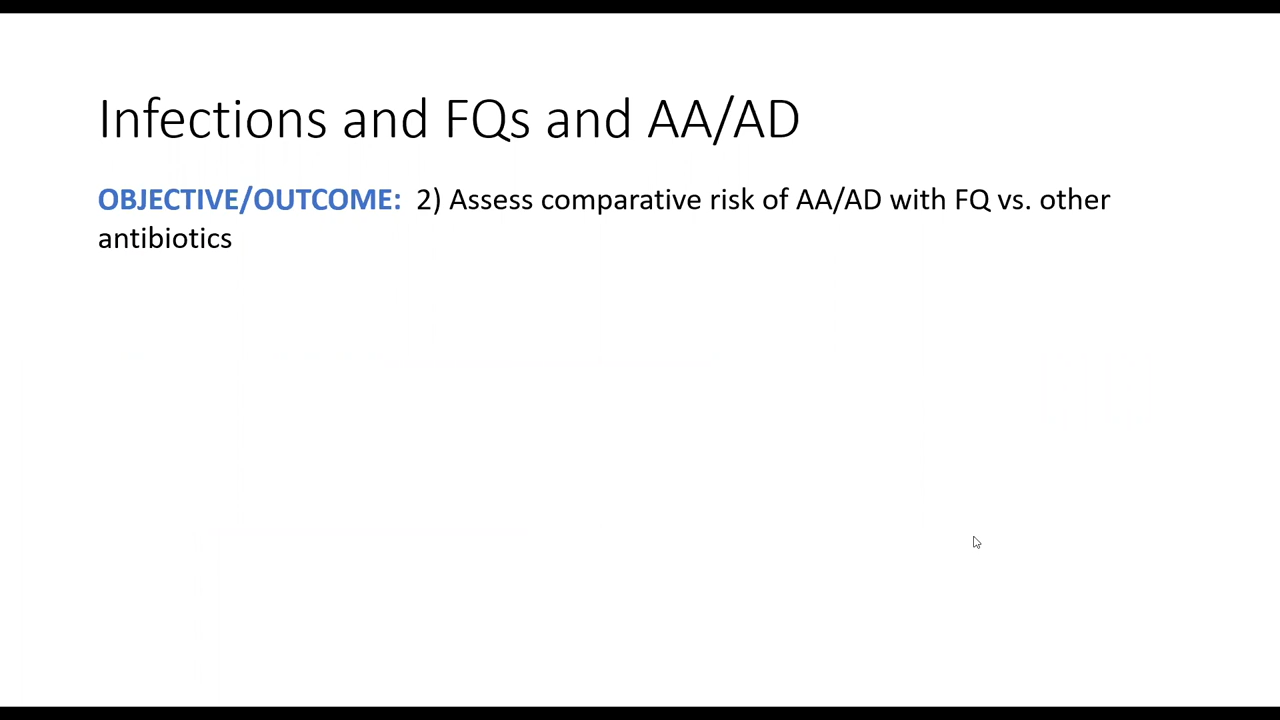 Infections and FQs and AA/AD
OBJECTIVE/OUTCOME: 2) Assess comparative risk of AA/AD with FQ vs. other
antibiotics